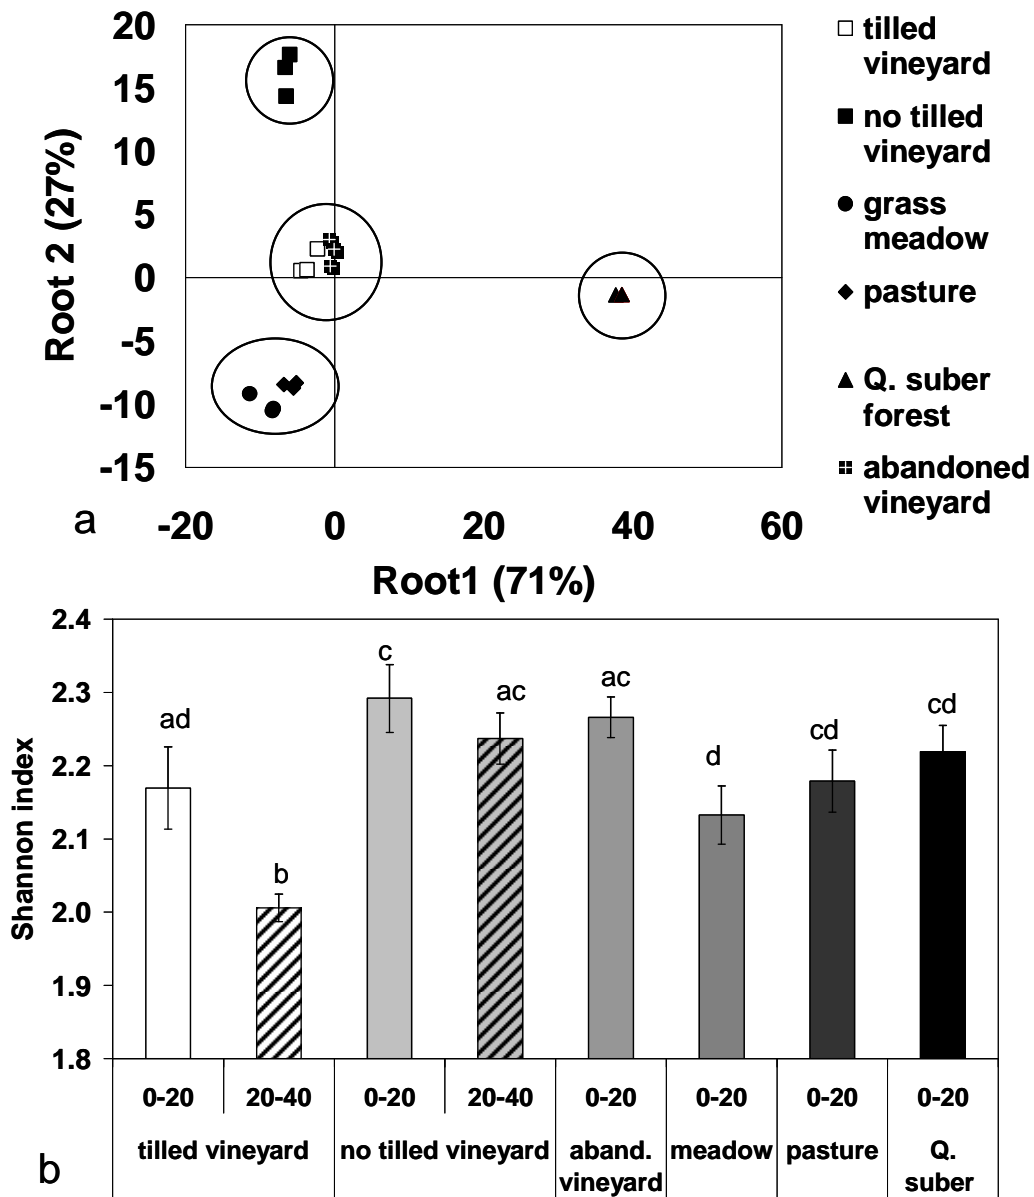 20
15
10
5
0
-5
-10
-15
Root 2 (27%)
-20
0
20
40
60
Root1 (71%)
a
tilled
vineyard
no tilled
vineyard
grass
meadow
pasture
Q. suber
forest
abandoned
vineyard
2.4
2.3
2.2
2.1
2.0
1.9
1.8
Shannon index
ad
b
c
ac
ac
d
cd
cd
0-20
20-40
0-20
20-40
0-20
0-20
0-20
0-20
tilled vineyard
no tilled vineyard
aband.
vineyard
meadow
pasture
Q.
suber
b